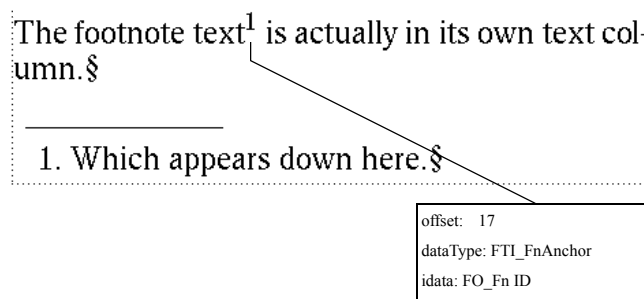 The footnote text1 is actually in its own text col-
umn.§
1. Which appears down here.§
offset: 17
dataType: FTI_FnAnchor
idata: FO_Fn ID